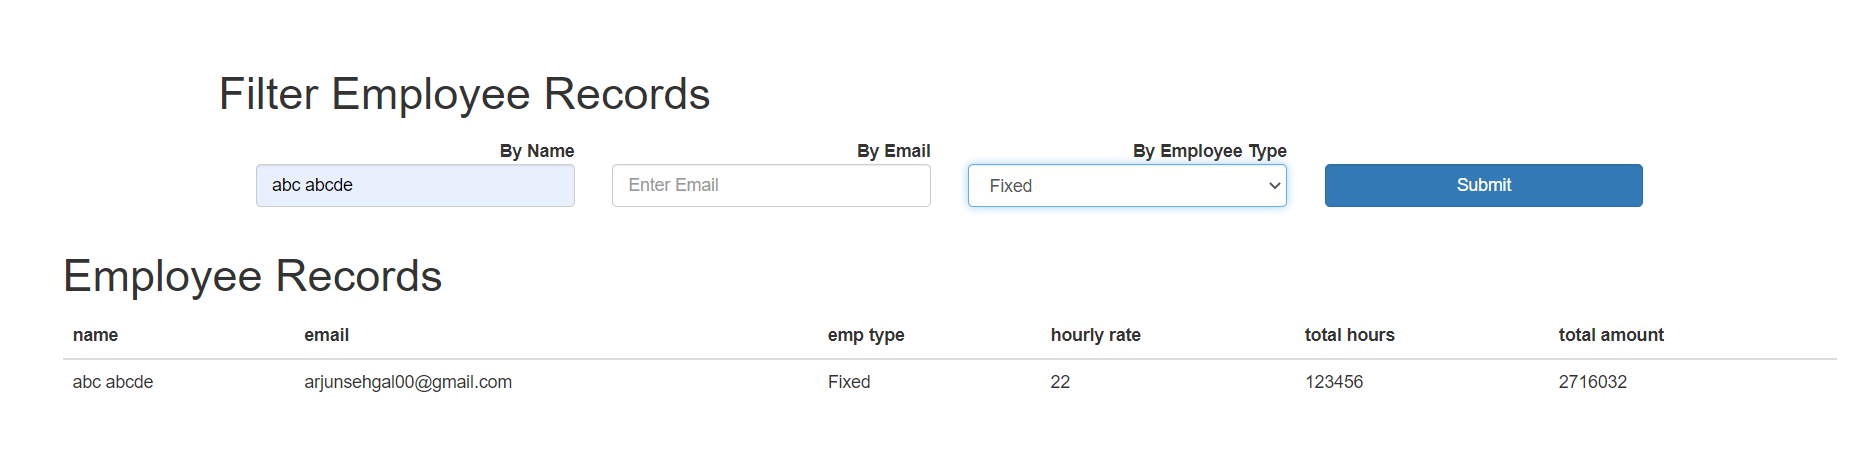 Filter Employee Records
By Name By Email By Employee Type
abc abcde Enter Email Fixed Submit
Employee Records
name email emp type hourly rate total hours total amount
abc abcde arjunsehgal00@gmail.com Fixed 22 123456 2716032